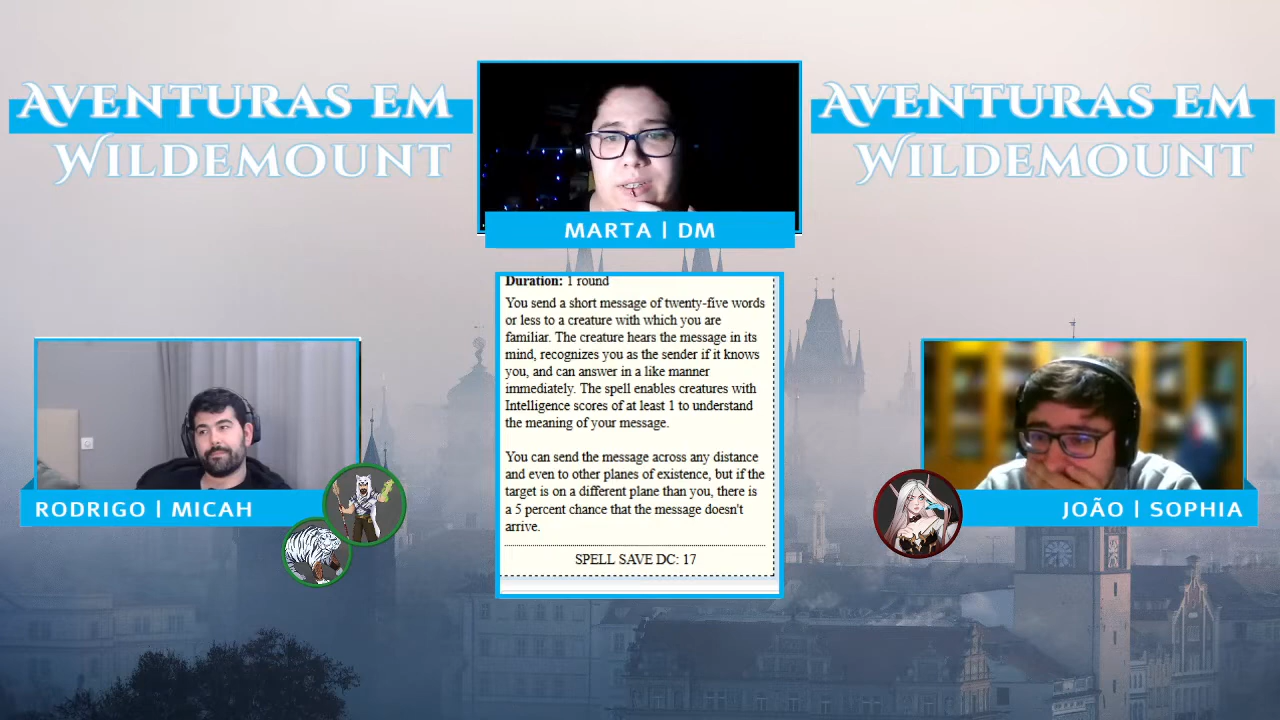 AVENTURAS EM
WILDEMOUNT
AVENTURAS EM
WILDEMOUNT
MARTA | DM
Duration: 1 round
You send a short message of twenty-five words
or less to a creature with which you are
familiar. The creature hears the message in its
mind, recognizes you as the sender if it knows
you, and can answer in a like manner
immediately. The spell enables creatures with
Intelligence scores of at least 1 to understand
the meaning of your message.
You can send the message across any distance
and even to other planes of existence, but if the
target is on a different plane than you, there is
a 5 percent chance that the message doesn't
arrive.
SPELL SAVE DC: 17
RODRIGO | MICAH
JOÃO | SOPHIA